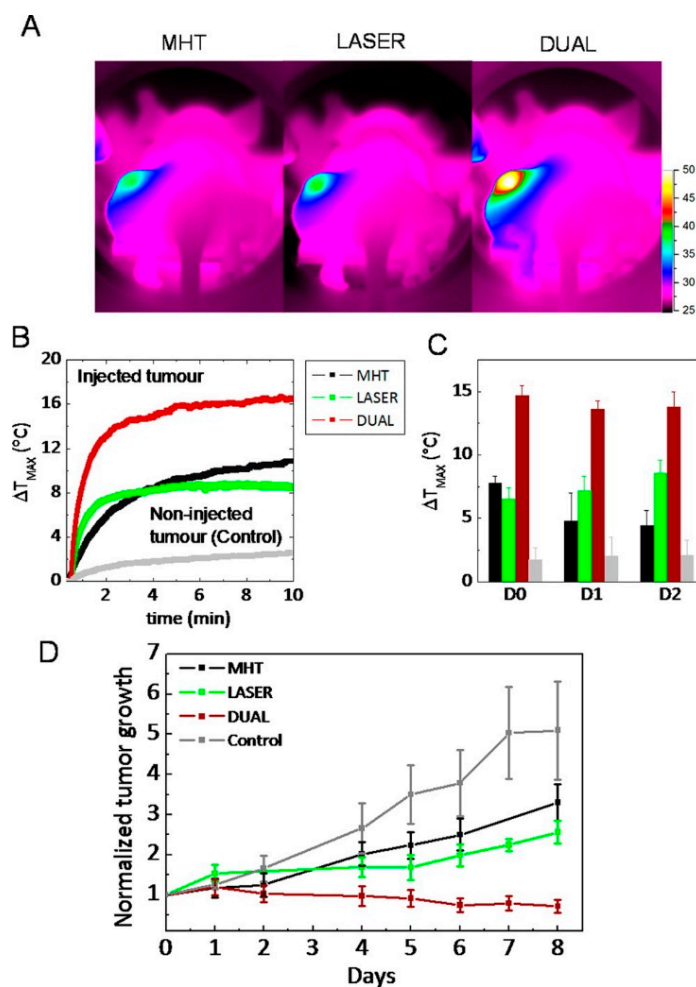 A
MHT
LASER
DUAL
50
45
40
35
30
25
B
20
16
12
8
4
0
ΔT_MAX (°C)
Injected tumour
Non-injected
tumour (Control)
2
4
6
8
10
time (min)
MHT
LASER
DUAL
C
15
10
5
0
ΔT_MAX (°C)
D0
D1
D2
D
7
6
5
4
3
2
1
Normalized tumor growth
MHT
LASER
DUAL
Control
0
1
2
3
4
5
6
7
8
Days